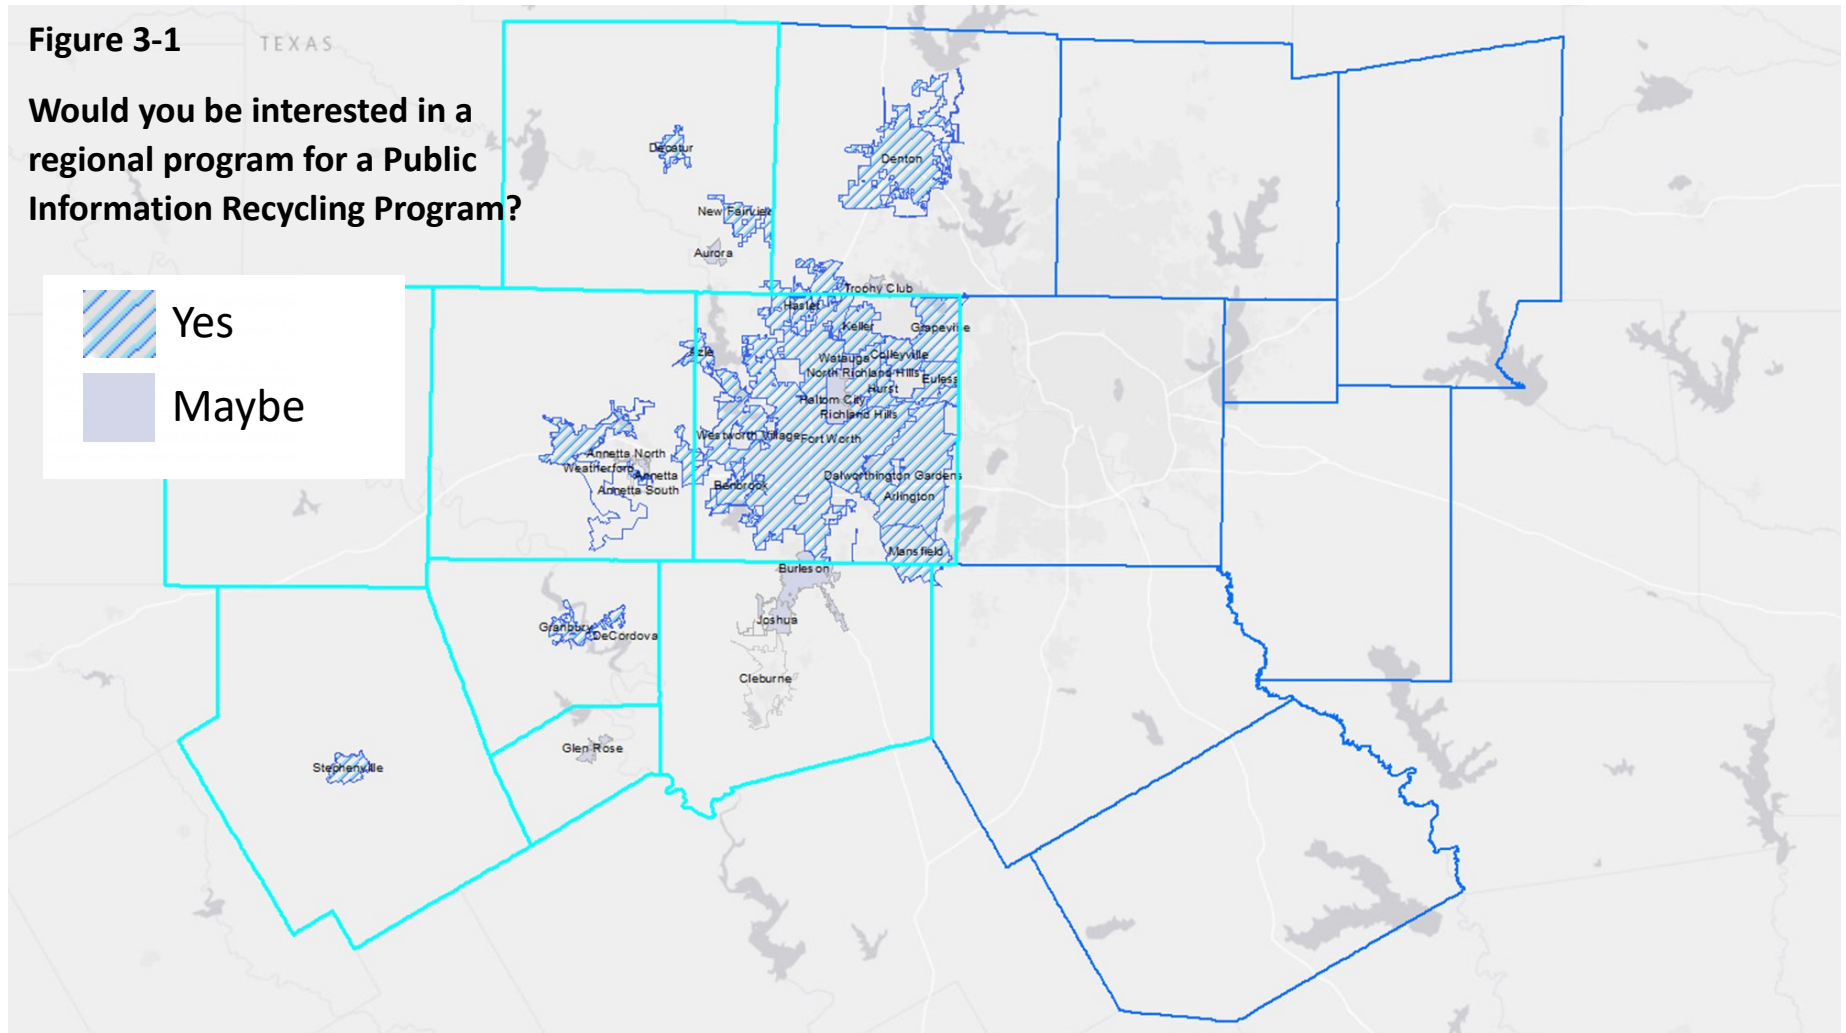 Figure 3-1
TEXAS
Would you be interested in a
regional program for a Public
Information Recycling Program?
Yes
Maybe
Decatur
Denton
New Fairview
Aurora
Trophy Club
Haslet
Keller
Grapevine
Azle
Watauga
Colleyville
North Richland Hills
Euless
Hurst
Haltom City
Richland Hills
Westworth Village
Fort Worth
Annetta North
Weatherford
Annetta
Annetta South
Benbrook
Dalworthington Gardens
Arlington
Mansfield
Burleson
Joshua
Granbury
DeCordova
Cleburne
Glen Rose
Stephenville